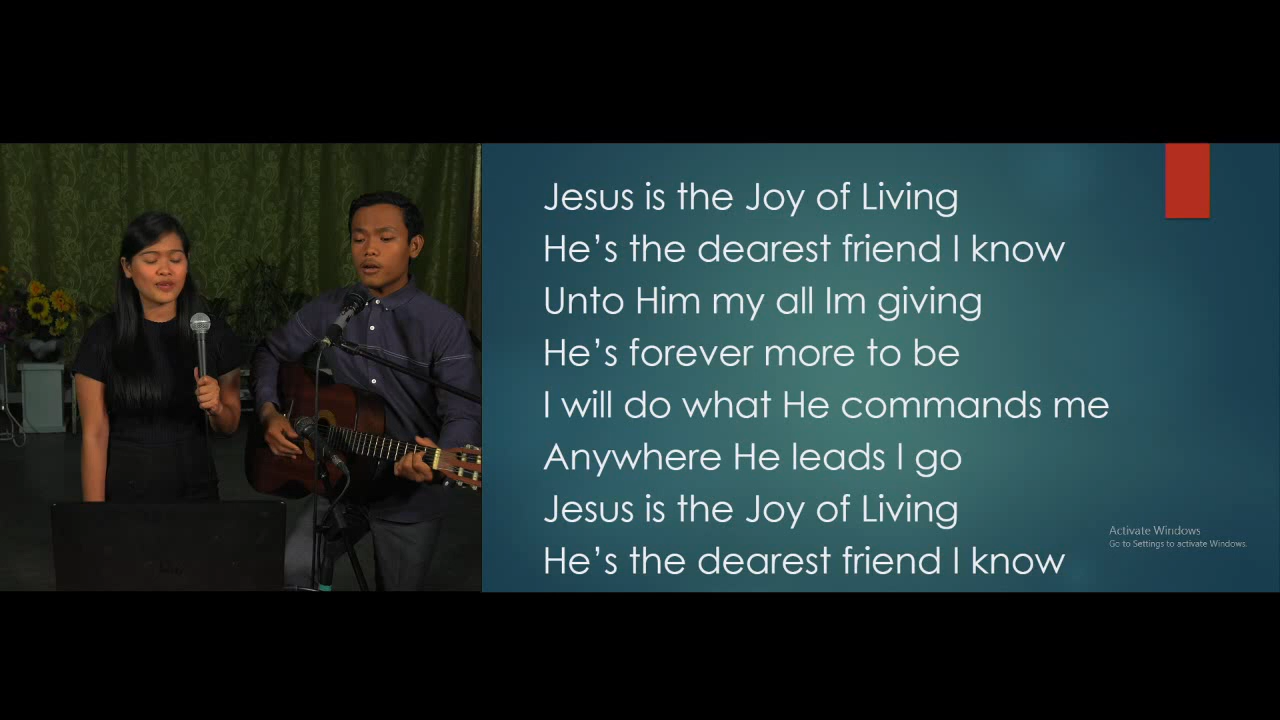 Jesus is the Joy of Living
He’s the dearest friend I know
Unto Him my all Im giving
He’s forever more to be
I will do what He commands me
Anywhere He leads I go
Jesus is the Joy of Living
He’s the dearest friend I know
Activate Windows
Go to Settings to activate Windows.